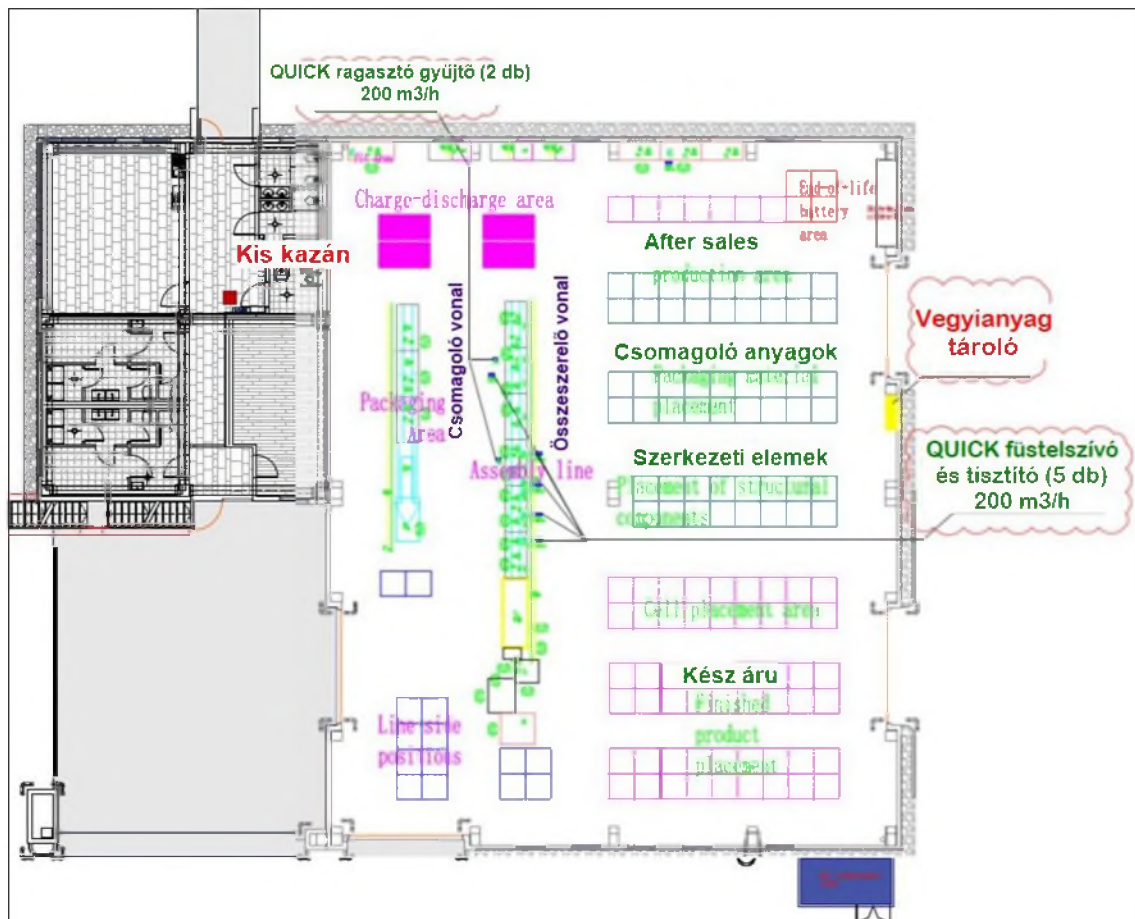 QUICK ragasztó gyűjtő (2 db)
200 m3/h
Charge-discharge area
End-of-life
battery
area
Kis kazán
After sales
production area
Vegyianyag
tároló
Csomagoló vonal
Összeszerelő vonal
Csomagoló anyagok
Packaging material
placement
Packaging
Area
QUICK füstelszívó
és tisztító (5 db)
200 m3/h
Szerkezeti elemek
Assembly line
Placement of structural
components
Cell placement area
Kész áru
Finished
product
placement
Line side
positions